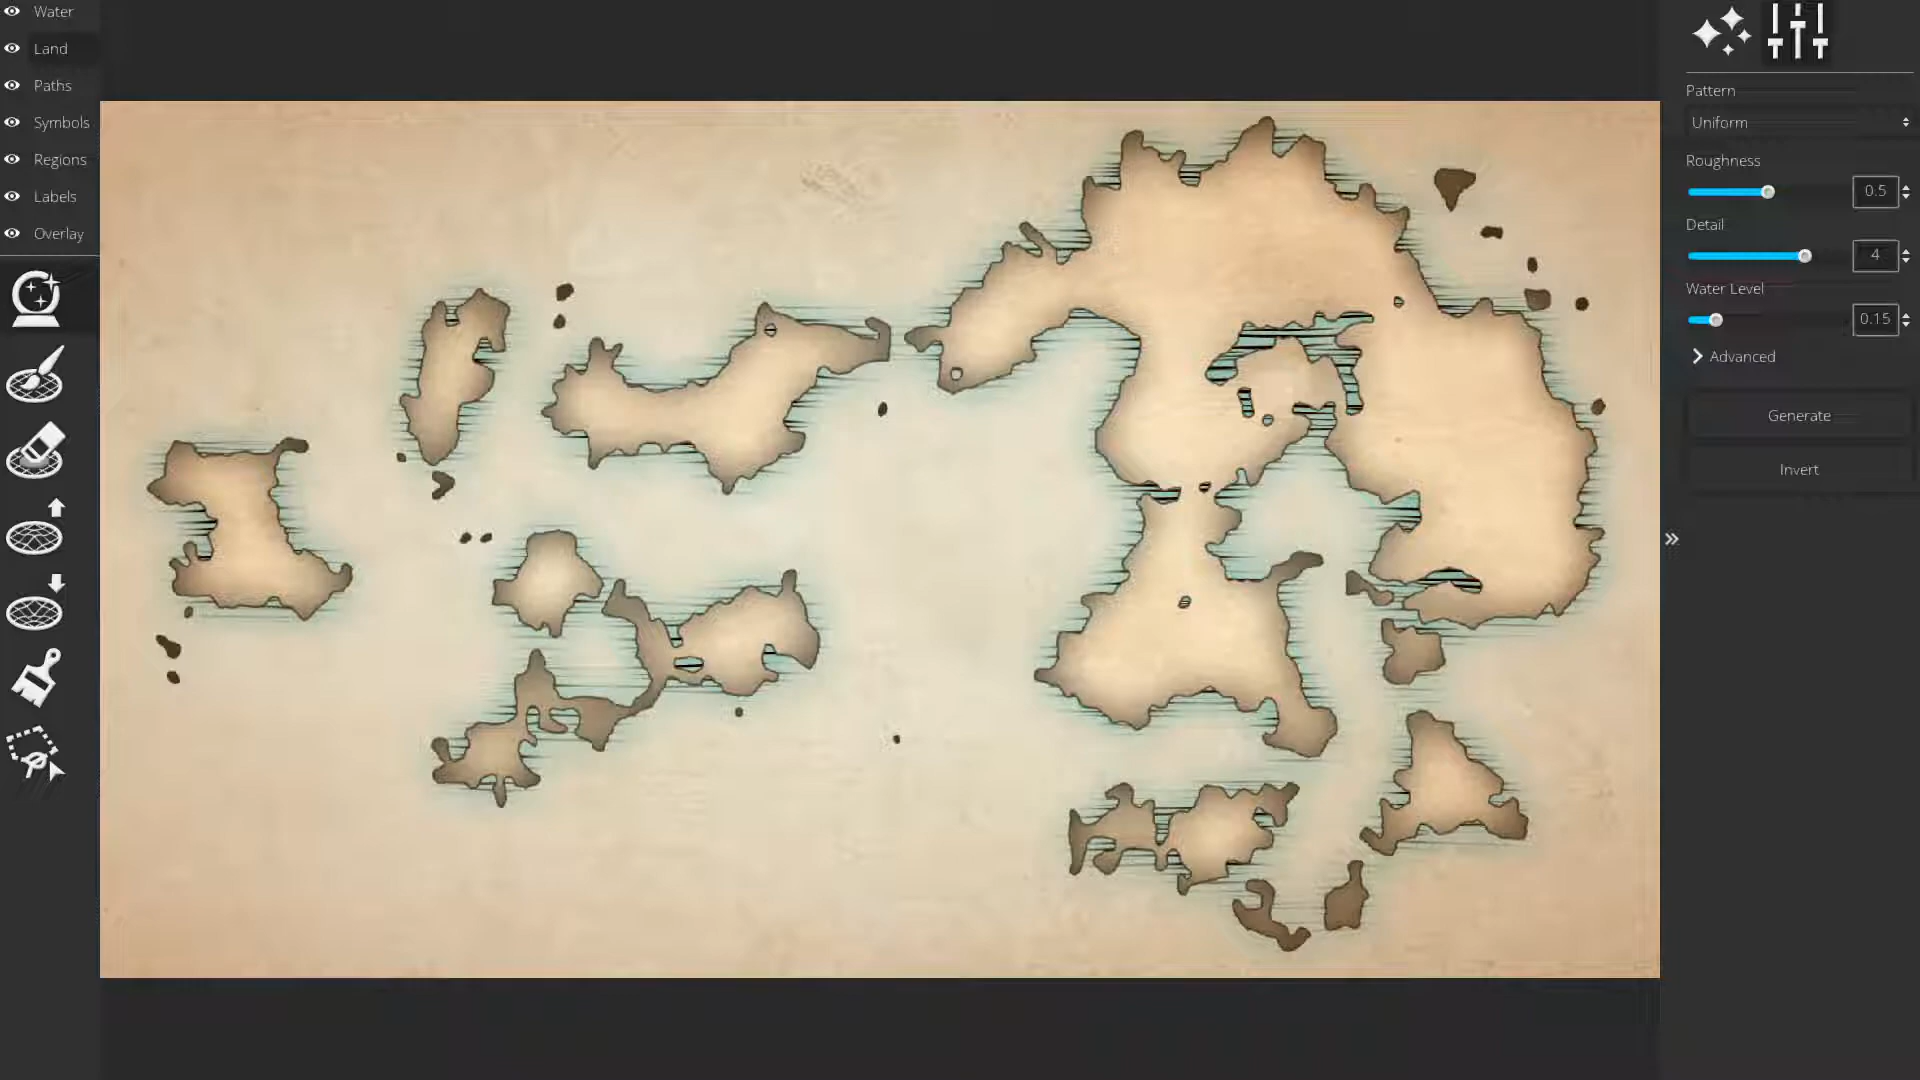 Water
Land
Paths
Symbols
Regions
Labels
Overlay
Pattern
Uniform
Roughness
0.5
Detail
4
Water Level
0.15
Advanced
Generate
Invert